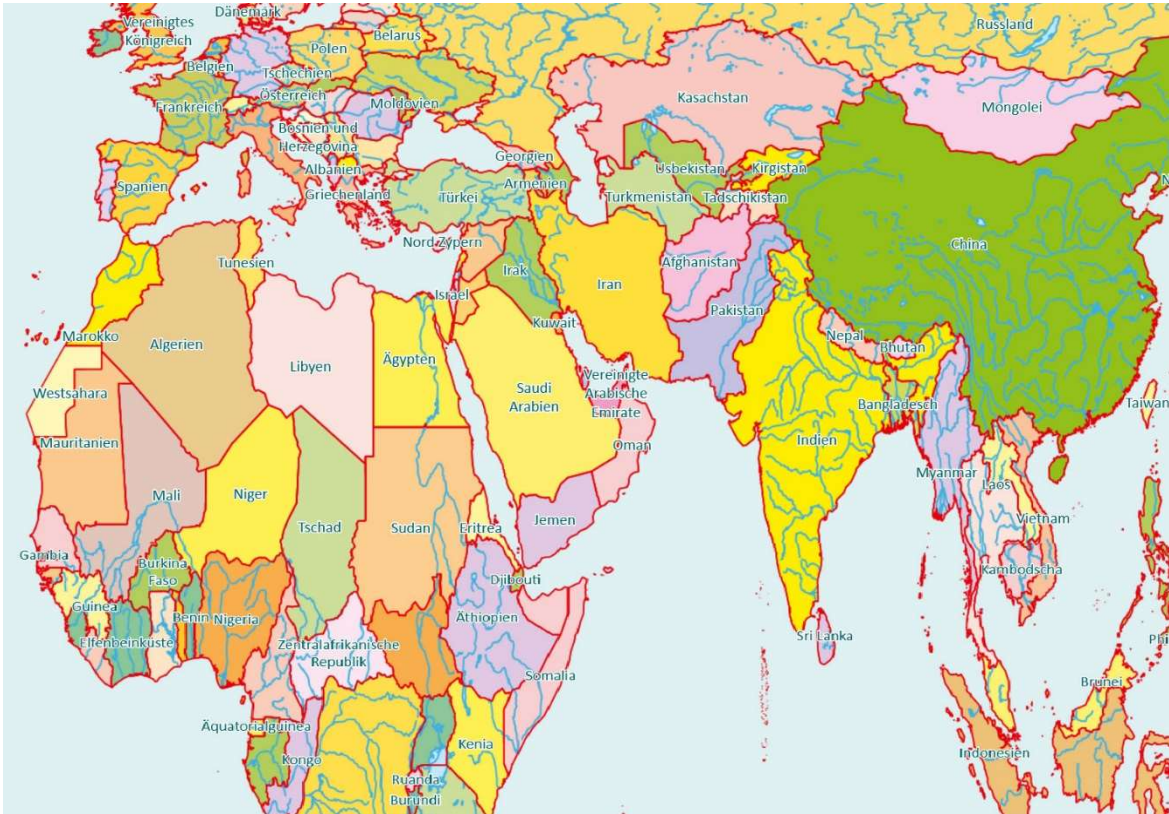 Dänemark
Russland
Vereinigtes
Königreich
Belarus
Polen
Belgien
Tschechien
Österreich
Frankreich
Moldovien
Kasachstan
Mongolei
Bosnien und
Herzegowina
Georgien
Usbekistan
Kirgistan
Albanien
Spanien
Armenien
Griechenland
Türkei
Turkmenistan
Tadschikistan
Nord Zypern
China
Tunesien
Irak
Afghanistan
Iran
Israel
Pakistan
Kuwait
Marokko
Nepal
Bhutan
Algerien
Libyen
Ägypten
Vereinigte
Arabische
Emirate
Saudi
Arabien
Westsahara
Bangladesch
Taiwan
Mauritanien
Indien
Oman
Myanmar
Laos
Mali
Niger
Tschad
Sudan
Eritrea
Jemen
Vietnam
Gambia
Burkina
Faso
Kambodscha
Djibouti
Guinea
Benin
Nigeria
Äthiopien
Elfenbeinküste
Zentralafrikanische
Republik
Sri Lanka
Phi
Somalia
Brunei
Äquatorialguinea
Kenia
Kongo
Indonesien
Ruanda
Burundi
N